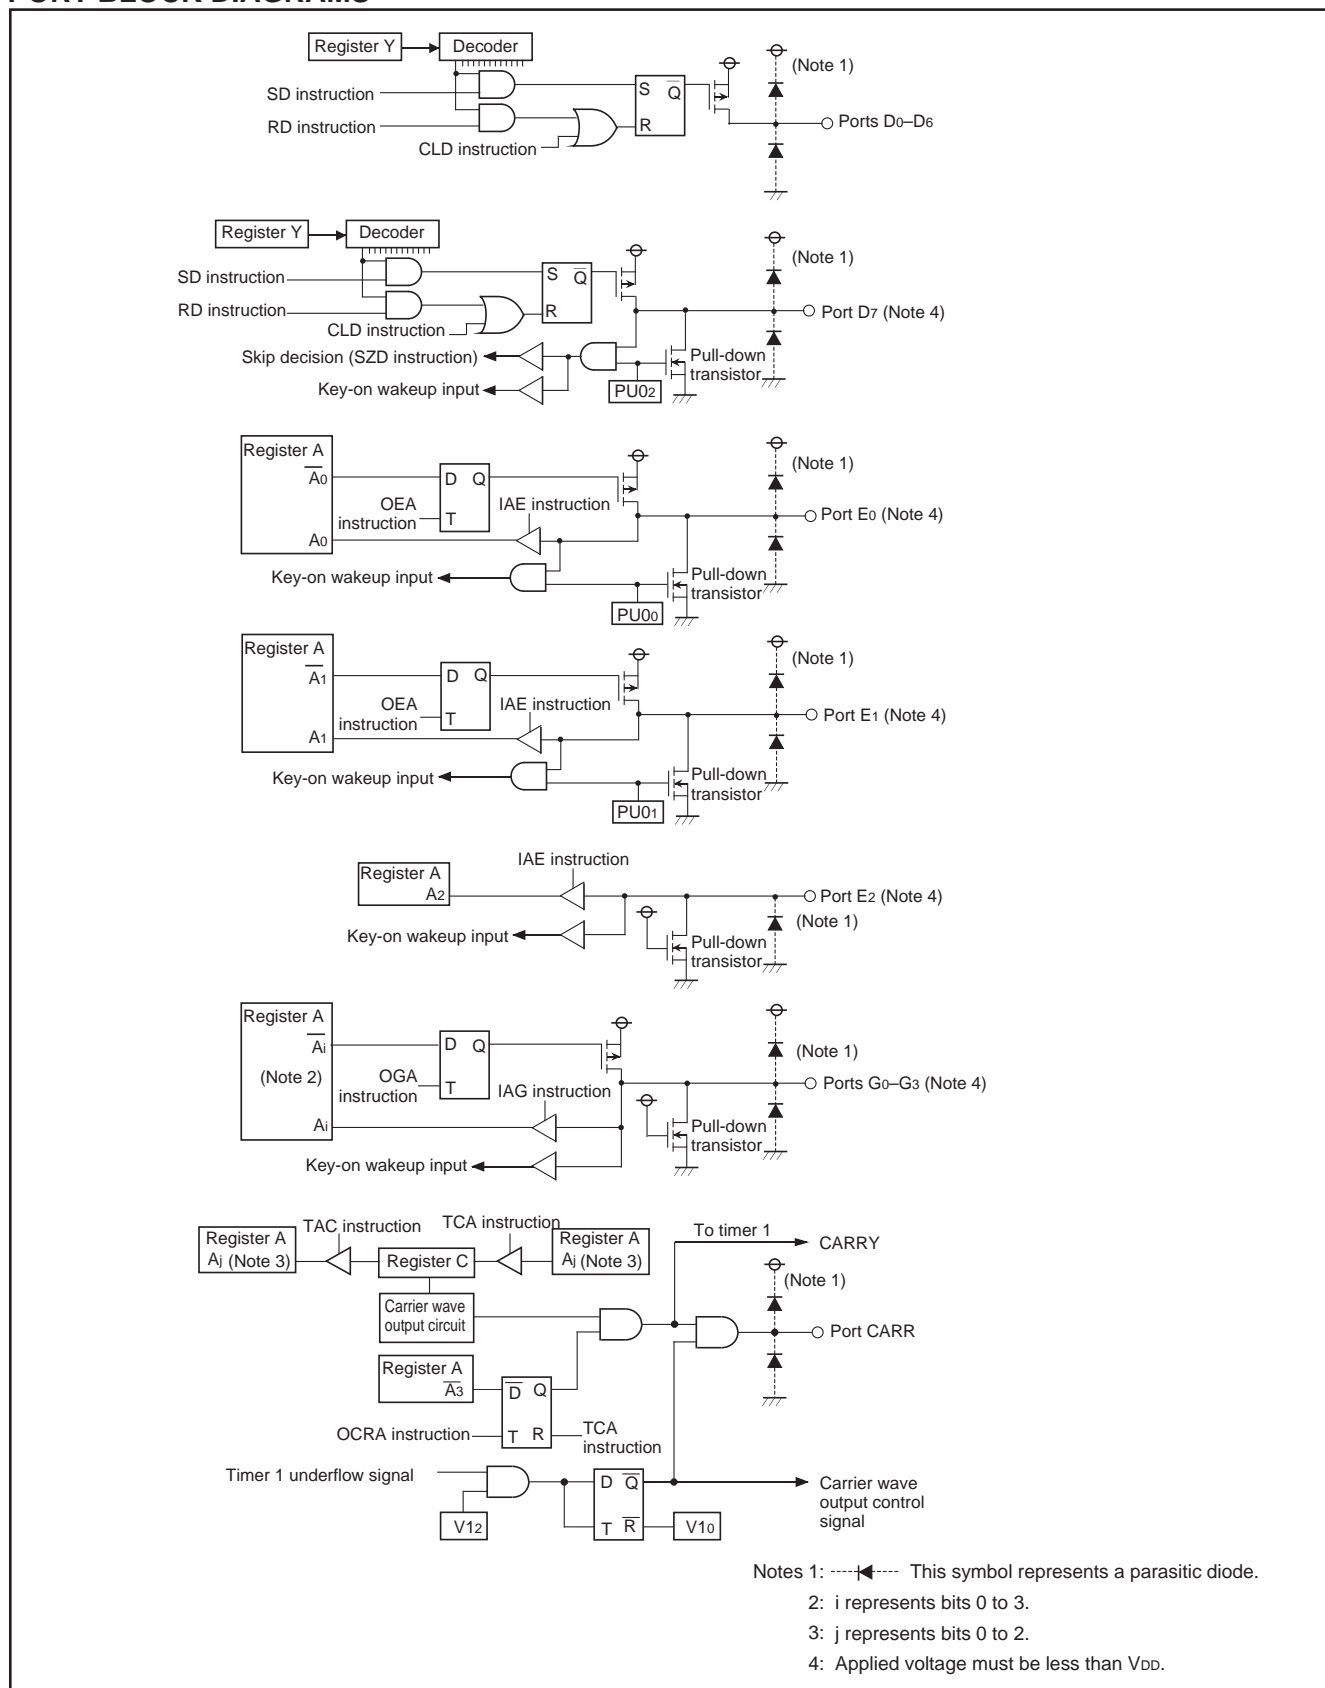 PORT BLOCK DIAGRAMS
Register Y
Decoder
(Note 1)
SD instruction
S
Q
RD instruction
R
Ports D0–D6
CLD instruction
Register Y
Decoder
(Note 1)
SD instruction
S
Q
RD instruction
R
Port D7 (Note 4)
CLD instruction
Skip decision (SZD instruction)
Pull-down
transistor
Key-on wakeup input
PU02
Register A
A0
D Q
(Note 1)
OEA
instruction
T
IAE instruction
Port E0 (Note 4)
A0
Key-on wakeup input
Pull-down
transistor
PU00
Register A
A1
D Q
(Note 1)
OEA
instruction
T
IAE instruction
Port E1 (Note 4)
A1
Key-on wakeup input
Pull-down
transistor
PU01
IAE instruction
Register A
A2
Port E2 (Note 4)
(Note 1)
Key-on wakeup input
Pull-down
transistor
Register A
Ai
D Q
(Note 1)
(Note 2)
OGA
instruction
T
IAG instruction
Ports G0–G3 (Note 4)
Ai
Pull-down
transistor
Key-on wakeup input
TAC instruction
TCA instruction
To timer 1
CARRY
Register A
Aj (Note 3)
Register C
Register A
Aj (Note 3)
(Note 1)
Carrier wave
output circuit
Port CARR
Register A
A3
D Q
OCRA instruction
T R
TCA
instruction
Timer 1 underflow signal
D Q
Carrier wave
output control
signal
V12
T R
V10
Notes 1: This symbol represents a parasitic diode.
2: i represents bits 0 to 3.
3: j represents bits 0 to 2.
4: Applied voltage must be less than VDD.